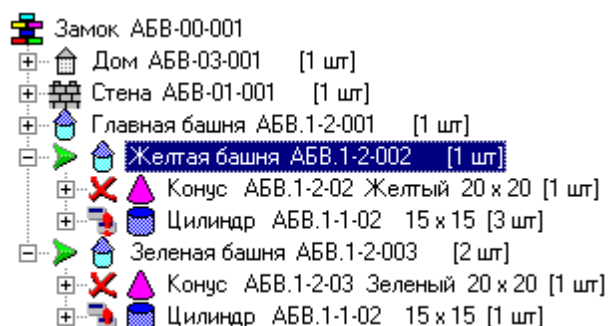 Замок АБВ-00-001
Дом АБВ-03-001 [1 шт]
Стена АБВ-01-001 [1 шт]
Главная башня АБВ.1-2-001 [1 шт]
Желтая башня АБВ.1-2-002 [1 шт]
Конус АБВ.1-2-02 Желтый 20 x 20 [1 шт]
Цилиндр АБВ.1-1-02 15 x 15 [3 шт]
Зеленая башня АБВ.1-2-003 [2 шт]
Конус АБВ.1-2-03 Зеленый 20 x 20 [1 шт]
Цилиндр АБВ.1-1-02 15 x 15 [1 шт]